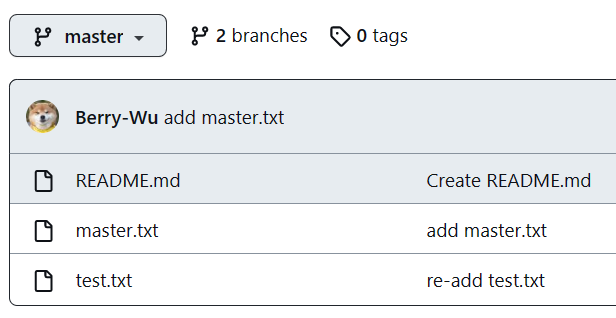 master 2 branches 0 tags
Berry-Wu add master.txt
README.md Create README.md
master.txt add master.txt
test.txt re-add test.txt